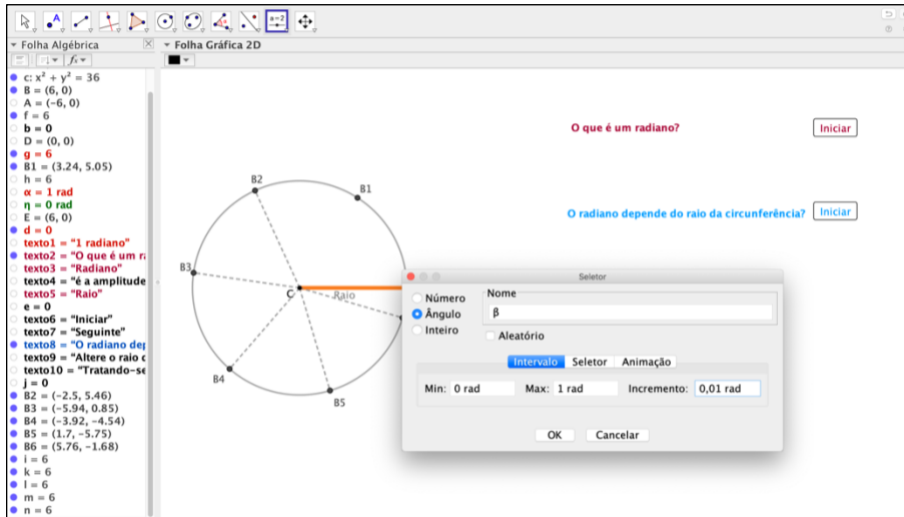 a=2
Folha Algébrica
Folha Gráfica 2D
c: x² + y² = 36
B = (6, 0)
A = (-6, 0)
f = 6
b = 0
D = (0, 0)
g = 6
B1 = (3.24, 5.05)
h = 6
α = 1 rad
η = 0 rad
E = (6, 0)
d = 0
texto1 = "1 radiano"
texto2 = "O que é um ra
texto3 = "Radiano"
texto4 = "é a amplitude
texto5 = "Raio"
e = 0
texto6 = "Iniciar"
texto7 = "Seguinte"
texto8 = "O radiano dep
texto9 = "Altere o raio d
texto10 = "Tratando-se
j = 0
B2 = (-2.5, 5.46)
B3 = (-5.94, 0.85)
B4 = (-3.92, -4.54)
B5 = (1.7, -5.75)
B6 = (5.76, -1.68)
i = 6
k = 6
l = 6
m = 6
n = 6
O que é um radiano?
Iniciar
O radiano depende do raio da circunferência?
Iniciar
B2
B1
B3
C
Raio
B4
B5
Seletor
Número
Ângulo
Inteiro
Nome
β
Aleatório
Intervalo Seletor Animação
Min: 0 rad Max: 1 rad Incremento: 0,01 rad
OK Cancelar